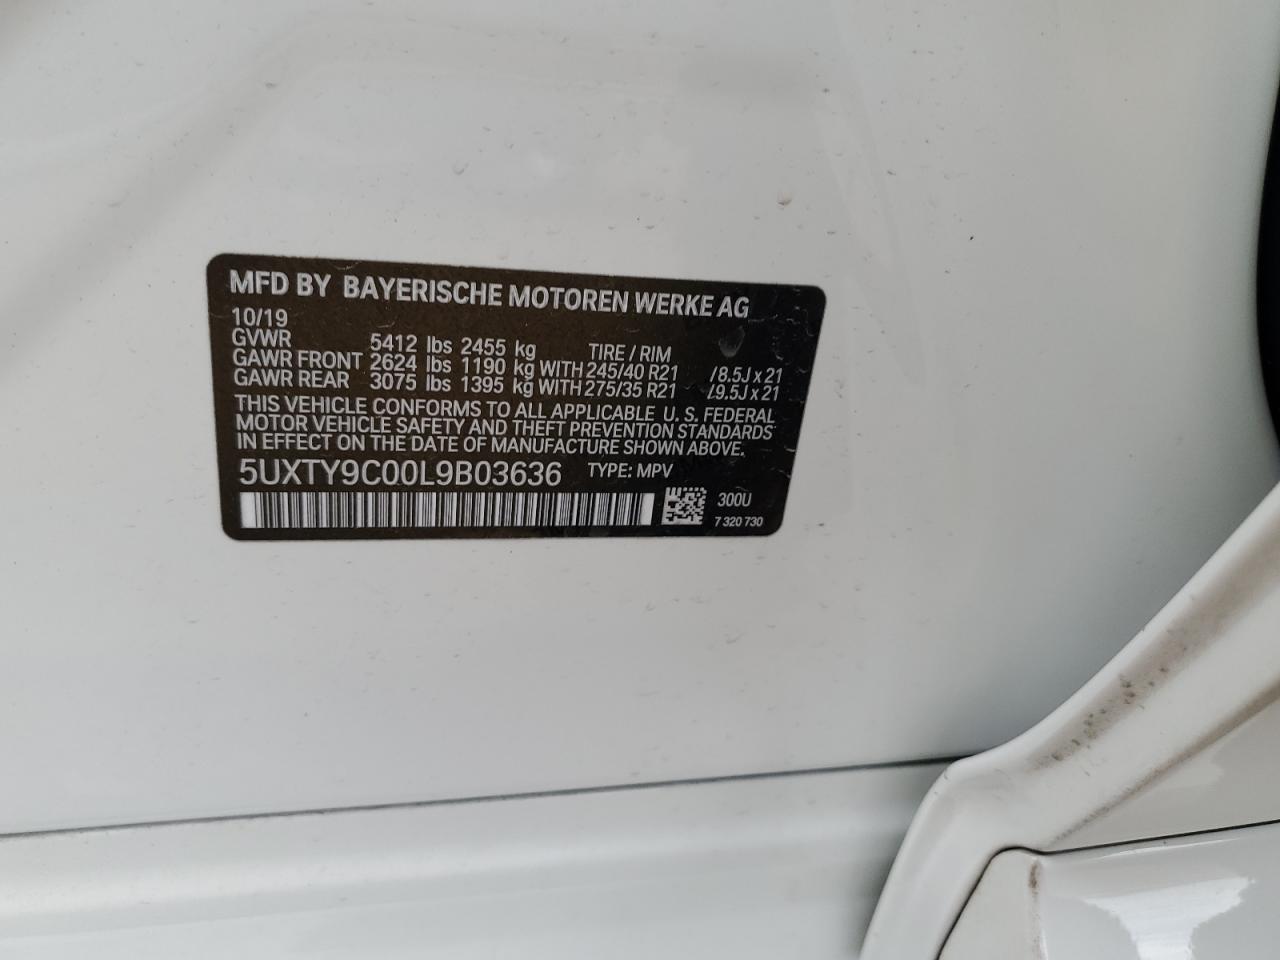 MFD BY BAYERISCHE MOTOREN WERKE AG
10/19
GVWR 5412 lbs 2455 kg TIRE / RIM
GAWR FRONT 2624 lbs 1190 kg WITH 245/40 R21 /8.5J x 21
GAWR REAR 3075 lbs 1395 kg WITH 275/35 R21 /9.5J x 21
THIS VEHICLE CONFORMS TO ALL APPLICABLE U. S. FEDERAL
MOTOR VEHICLE SAFETY AND THEFT PREVENTION STANDARDS
IN EFFECT ON THE DATE OF MANUFACTURE SHOWN ABOVE.
5UXTY9C00L9B03636 TYPE: MPV
300U
7 320 730